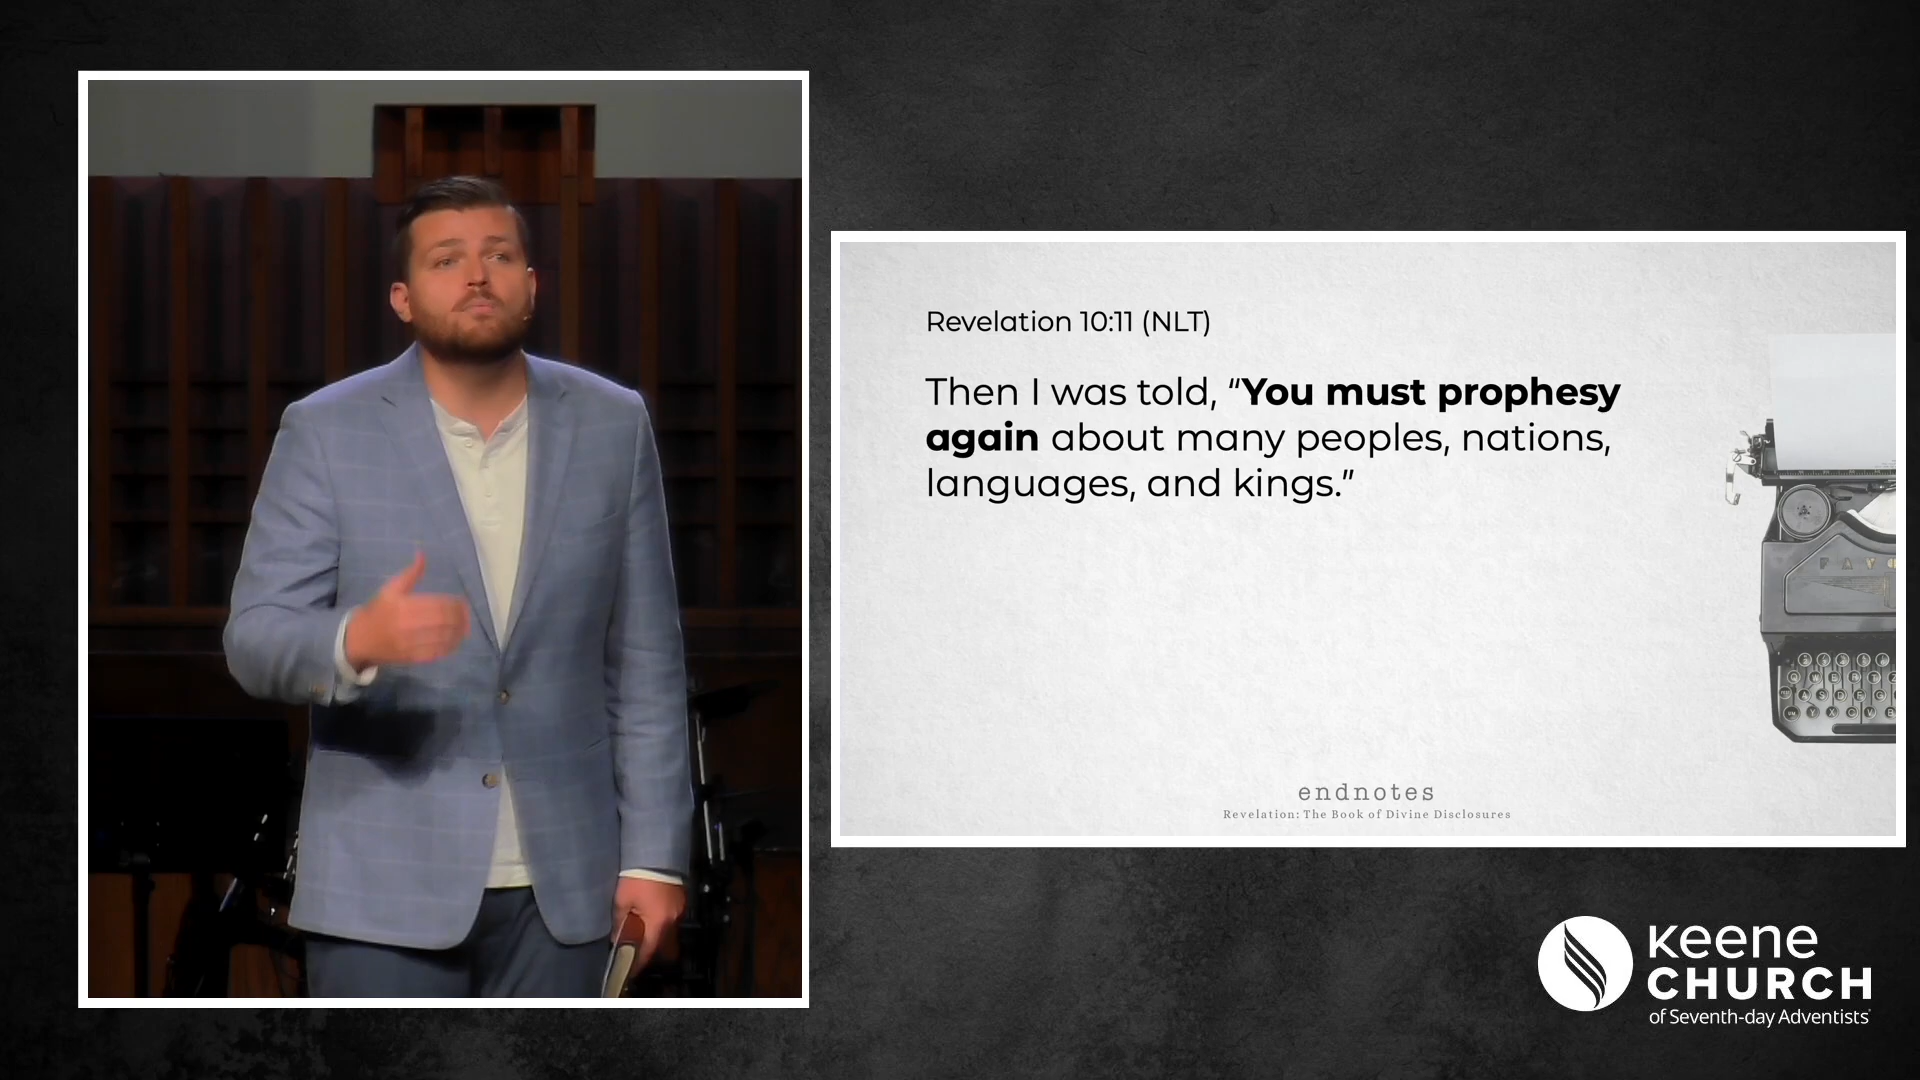 Revelation 10:11 (NLT)
Then I was told, “You must prophesy
again about many peoples, nations,
languages, and kings.”
endnotes
Revelation: The Book of Divine Disclosures
Keene
CHURCH
of Seventh-day Adventists